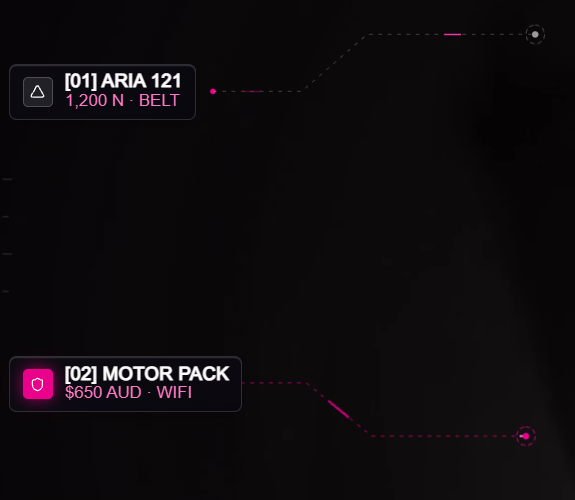 [01] ARIA 121
1,200 N · BELT
[02] MOTOR PACK
$650 AUD · WIFI